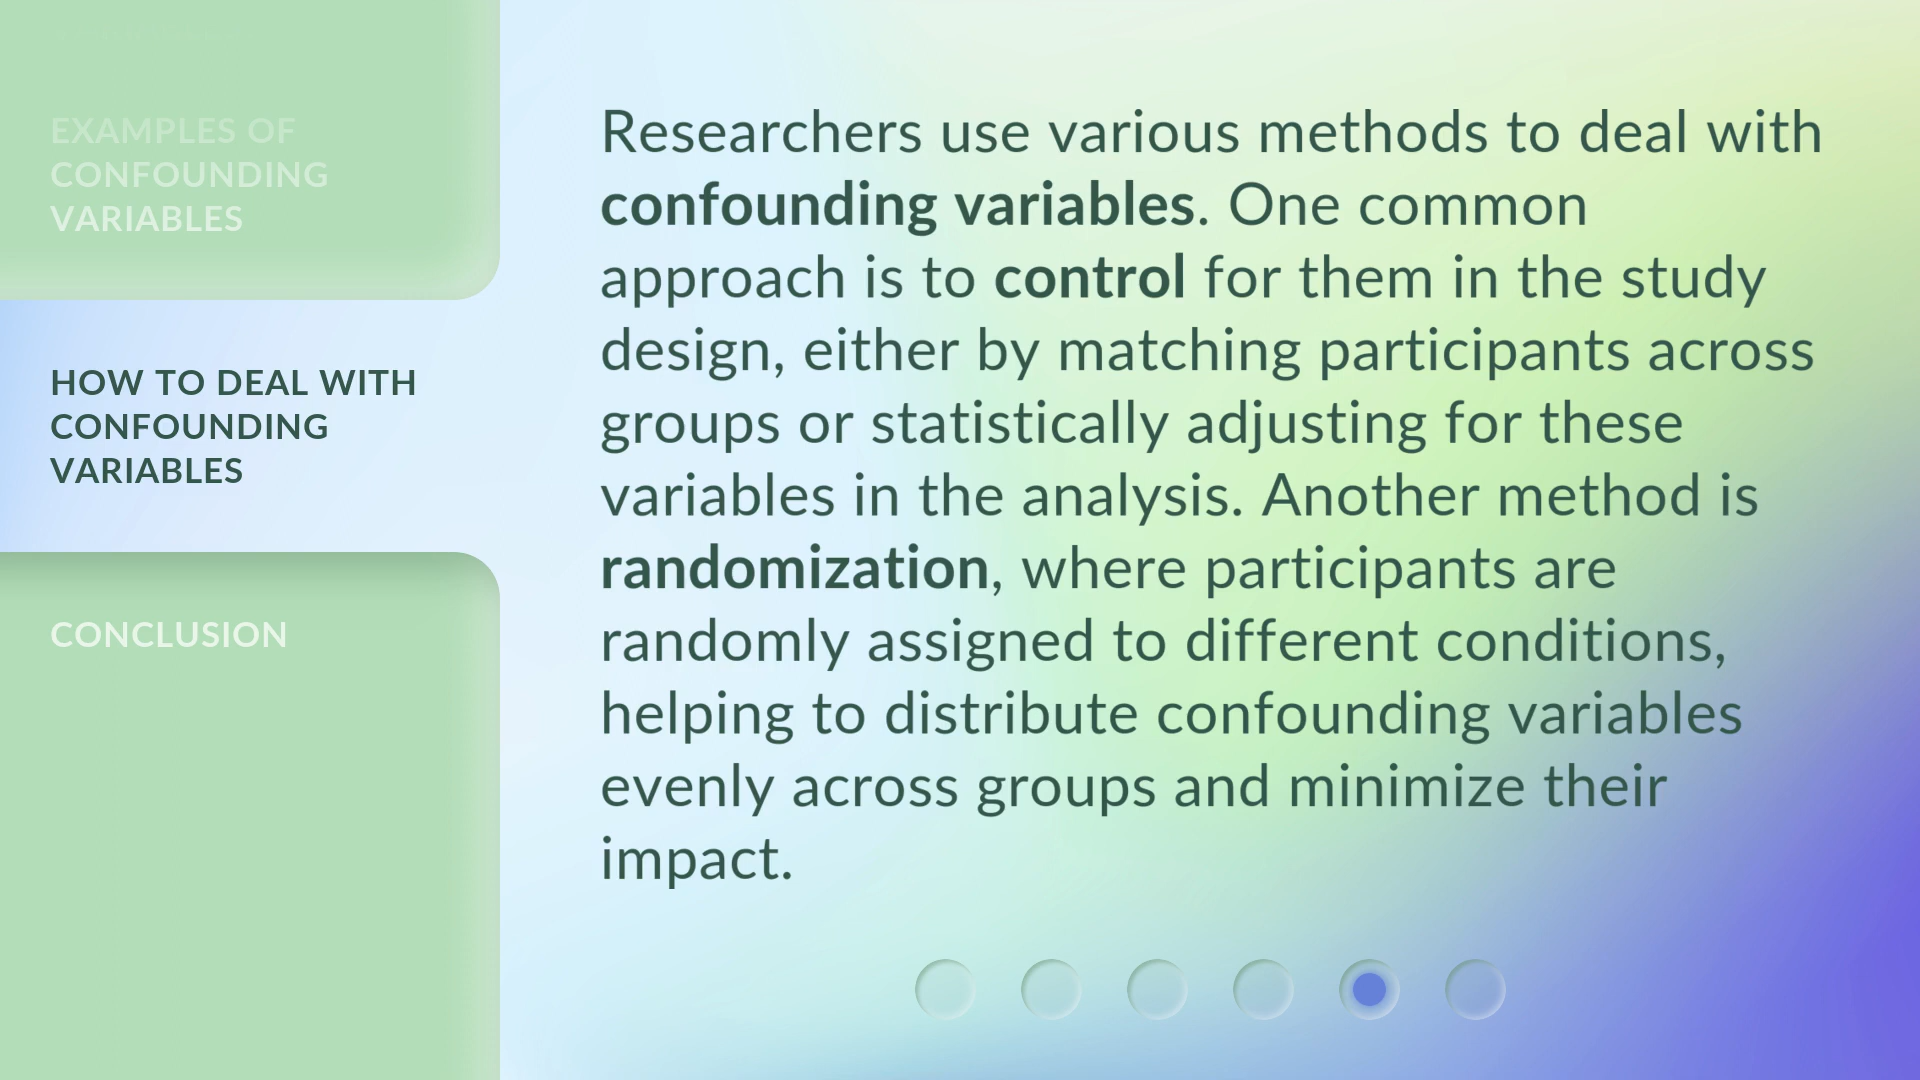 EXAMPLES OF
CONFOUNDING
VARIABLES
HOW TO DEAL WITH
CONFOUNDING
VARIABLES
CONCLUSION
Researchers use various methods to deal with
confounding variables. One common
approach is to control for them in the study
design, either by matching participants across
groups or statistically adjusting for these
variables in the analysis. Another method is
randomization, where participants are
randomly assigned to different conditions,
helping to distribute confounding variables
evenly across groups and minimize their
impact.